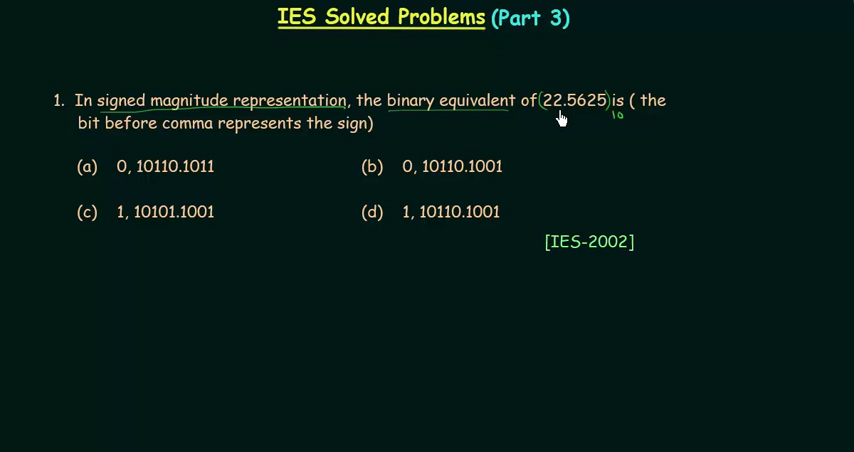 IES Solved Problems (Part 3)
1. In signed magnitude representation, the binary equivalent of (22.5625)10 is ( the
bit before comma represents the sign)
(a) 0, 10110.1011 (b) 0, 10110.1001
(c) 1, 10101.1001 (d) 1, 10110.1001
[IES-2002]